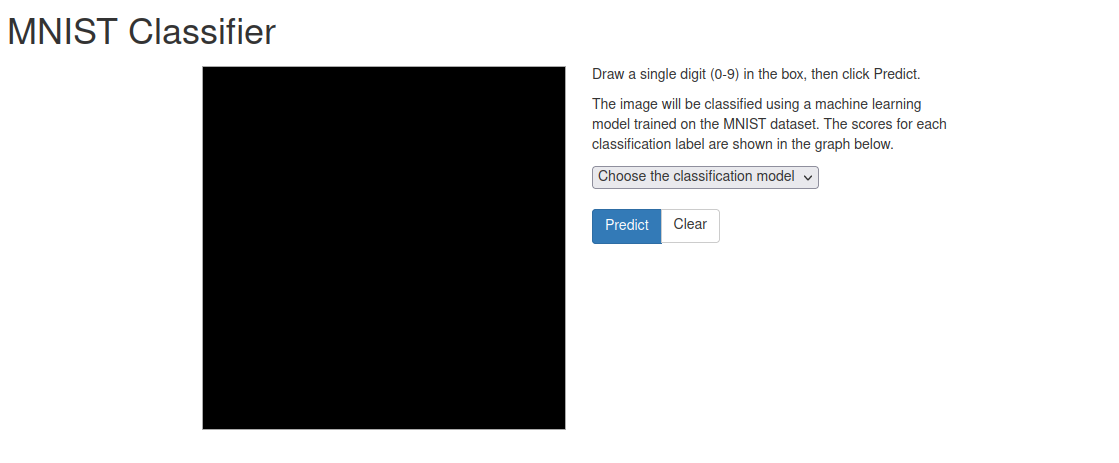 MNIST Classifier
Draw a single digit (0-9) in the box, then click Predict.
The image will be classified using a machine learning
model trained on the MNIST dataset. The scores for each
classification label are shown in the graph below.
Choose the classification model
Predict Clear